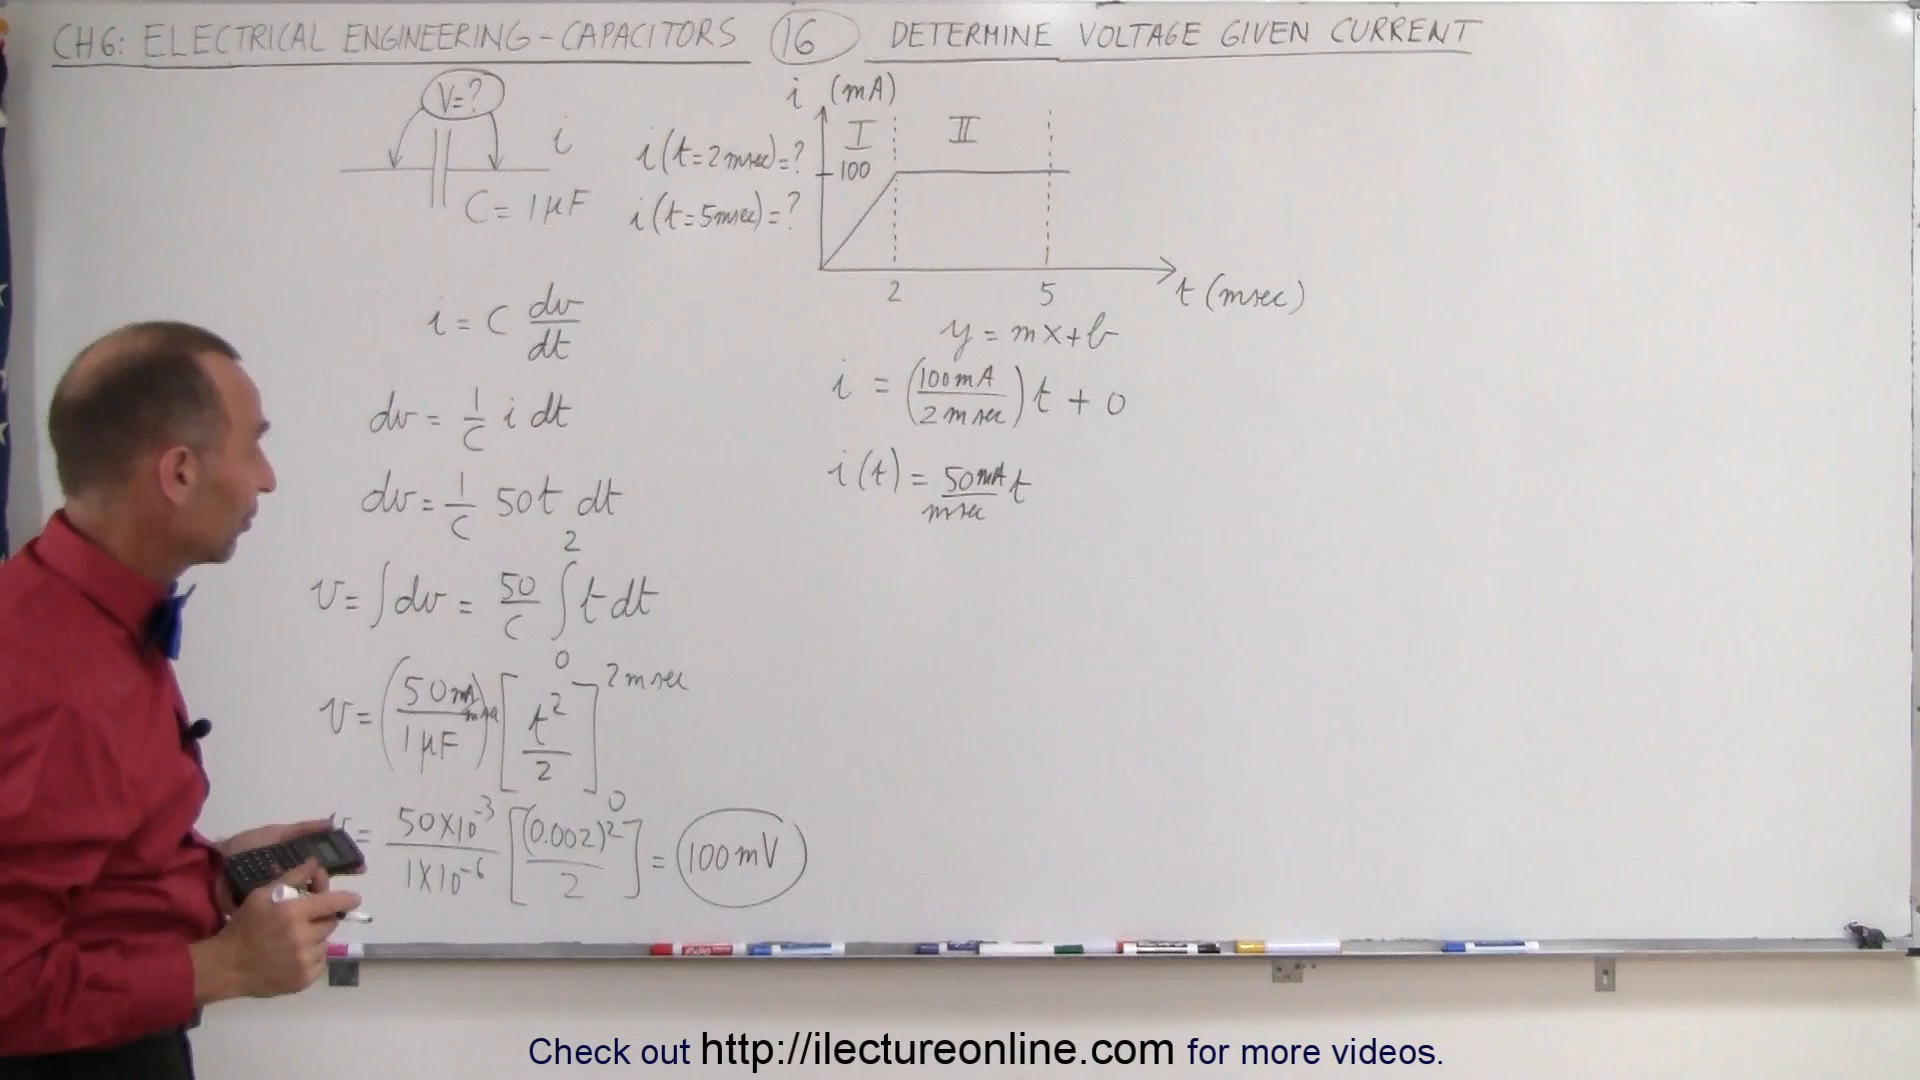 CH6: ELECTRICAL ENGINEERING - CAPACITORS 16 DETERMINE VOLTAGE GIVEN CURRENT
V=?
i
C = 1μF
i(t=2msec)=?
i(t=5msec)=?
i (mA)
I II
100
2 5 t (msec)
i = C dv/dt
dv = 1/C i dt
dv = 1/C 50t dt
v = ∫dv = 50/C ∫₀² t dt
v = (50mA/msec / 1μF) [t²/2]₀^2msec
= 50×10⁻³ / 1×10⁻⁶ [(0.002)²/2] = 100mV
y = mx+b
i = (100mA/2msec) t + 0
i(t) = 50mA/msec t
Check out http://ilectureonline.com for more videos.